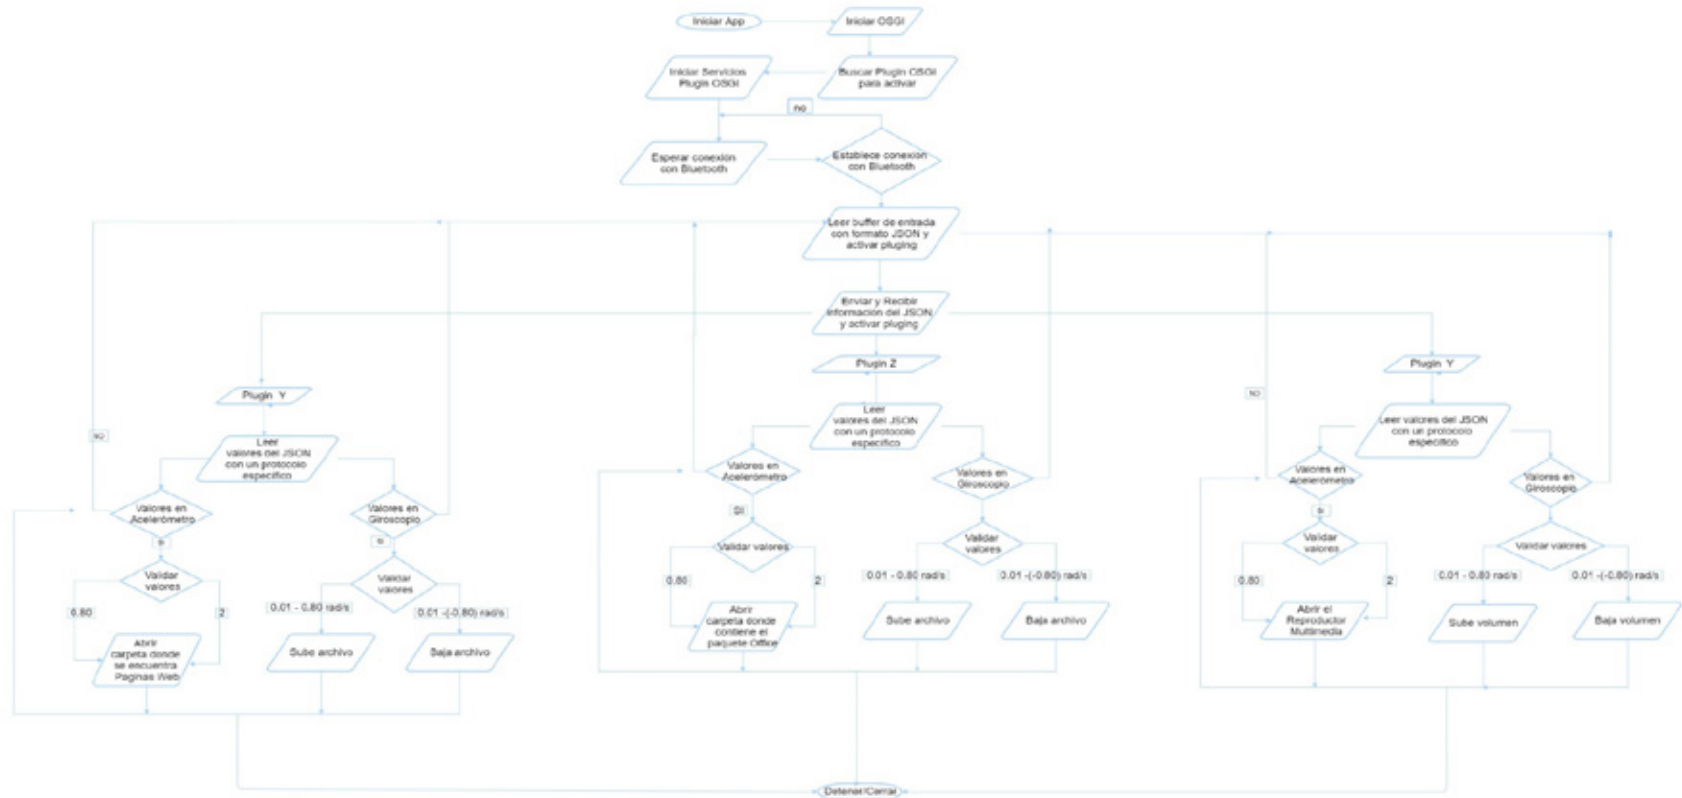 Iniciar App
Iniciar OSGI
Iniciar Servicios
Plugin OSGI
Buscar Plugin OSGI
para activar
no
Esperar conexión
con Bluetooth
Establece conexión
con Bluetooth
Leer buffer de entrada
con formato JSON y
activar pluging
Enviar y Recibir
información del JSON
y activar pluging
Plugin Y
Leer
valores del JSON
con un protocolo
específico
NO
Valores en
Acelerómetro
Valores en
Giroscopio
SI
SI
Validar
valores
Validar
valores
0.80
2
0.01 - 0.80 rad/s
0.01 -(-0.80) rad/s
Abrir
carpeta donde
se encuentra
Paginas Web
Sube archivo
Baja archivo
Plugin Z
Leer
valores del JSON
con un protocolo
específico
Valores en
Acelerómetro
Valores en
Giroscopio
SI
Validar valores
Validar
valores
0.80
2
0.01 - 0.80 rad/s
0.01 -(-0.80) rad/s
Abrir
carpeta donde
contiene el
paquete Office
Sube archivo
Baja archivo
Plugin Y
Leer valores del JSON
con un protocolo
específico
NO
Valores en
Acelerómetro
Valores en
Giroscopio
SI
Validar
valores
Validar valores
0.80
2
0.01 - 0.80 rad/s
0.01 -(-0.80) rad/s
Abrir el
Reproductor
Multimedia
Sube volumen
Baja volumen
Detener/Cerrar